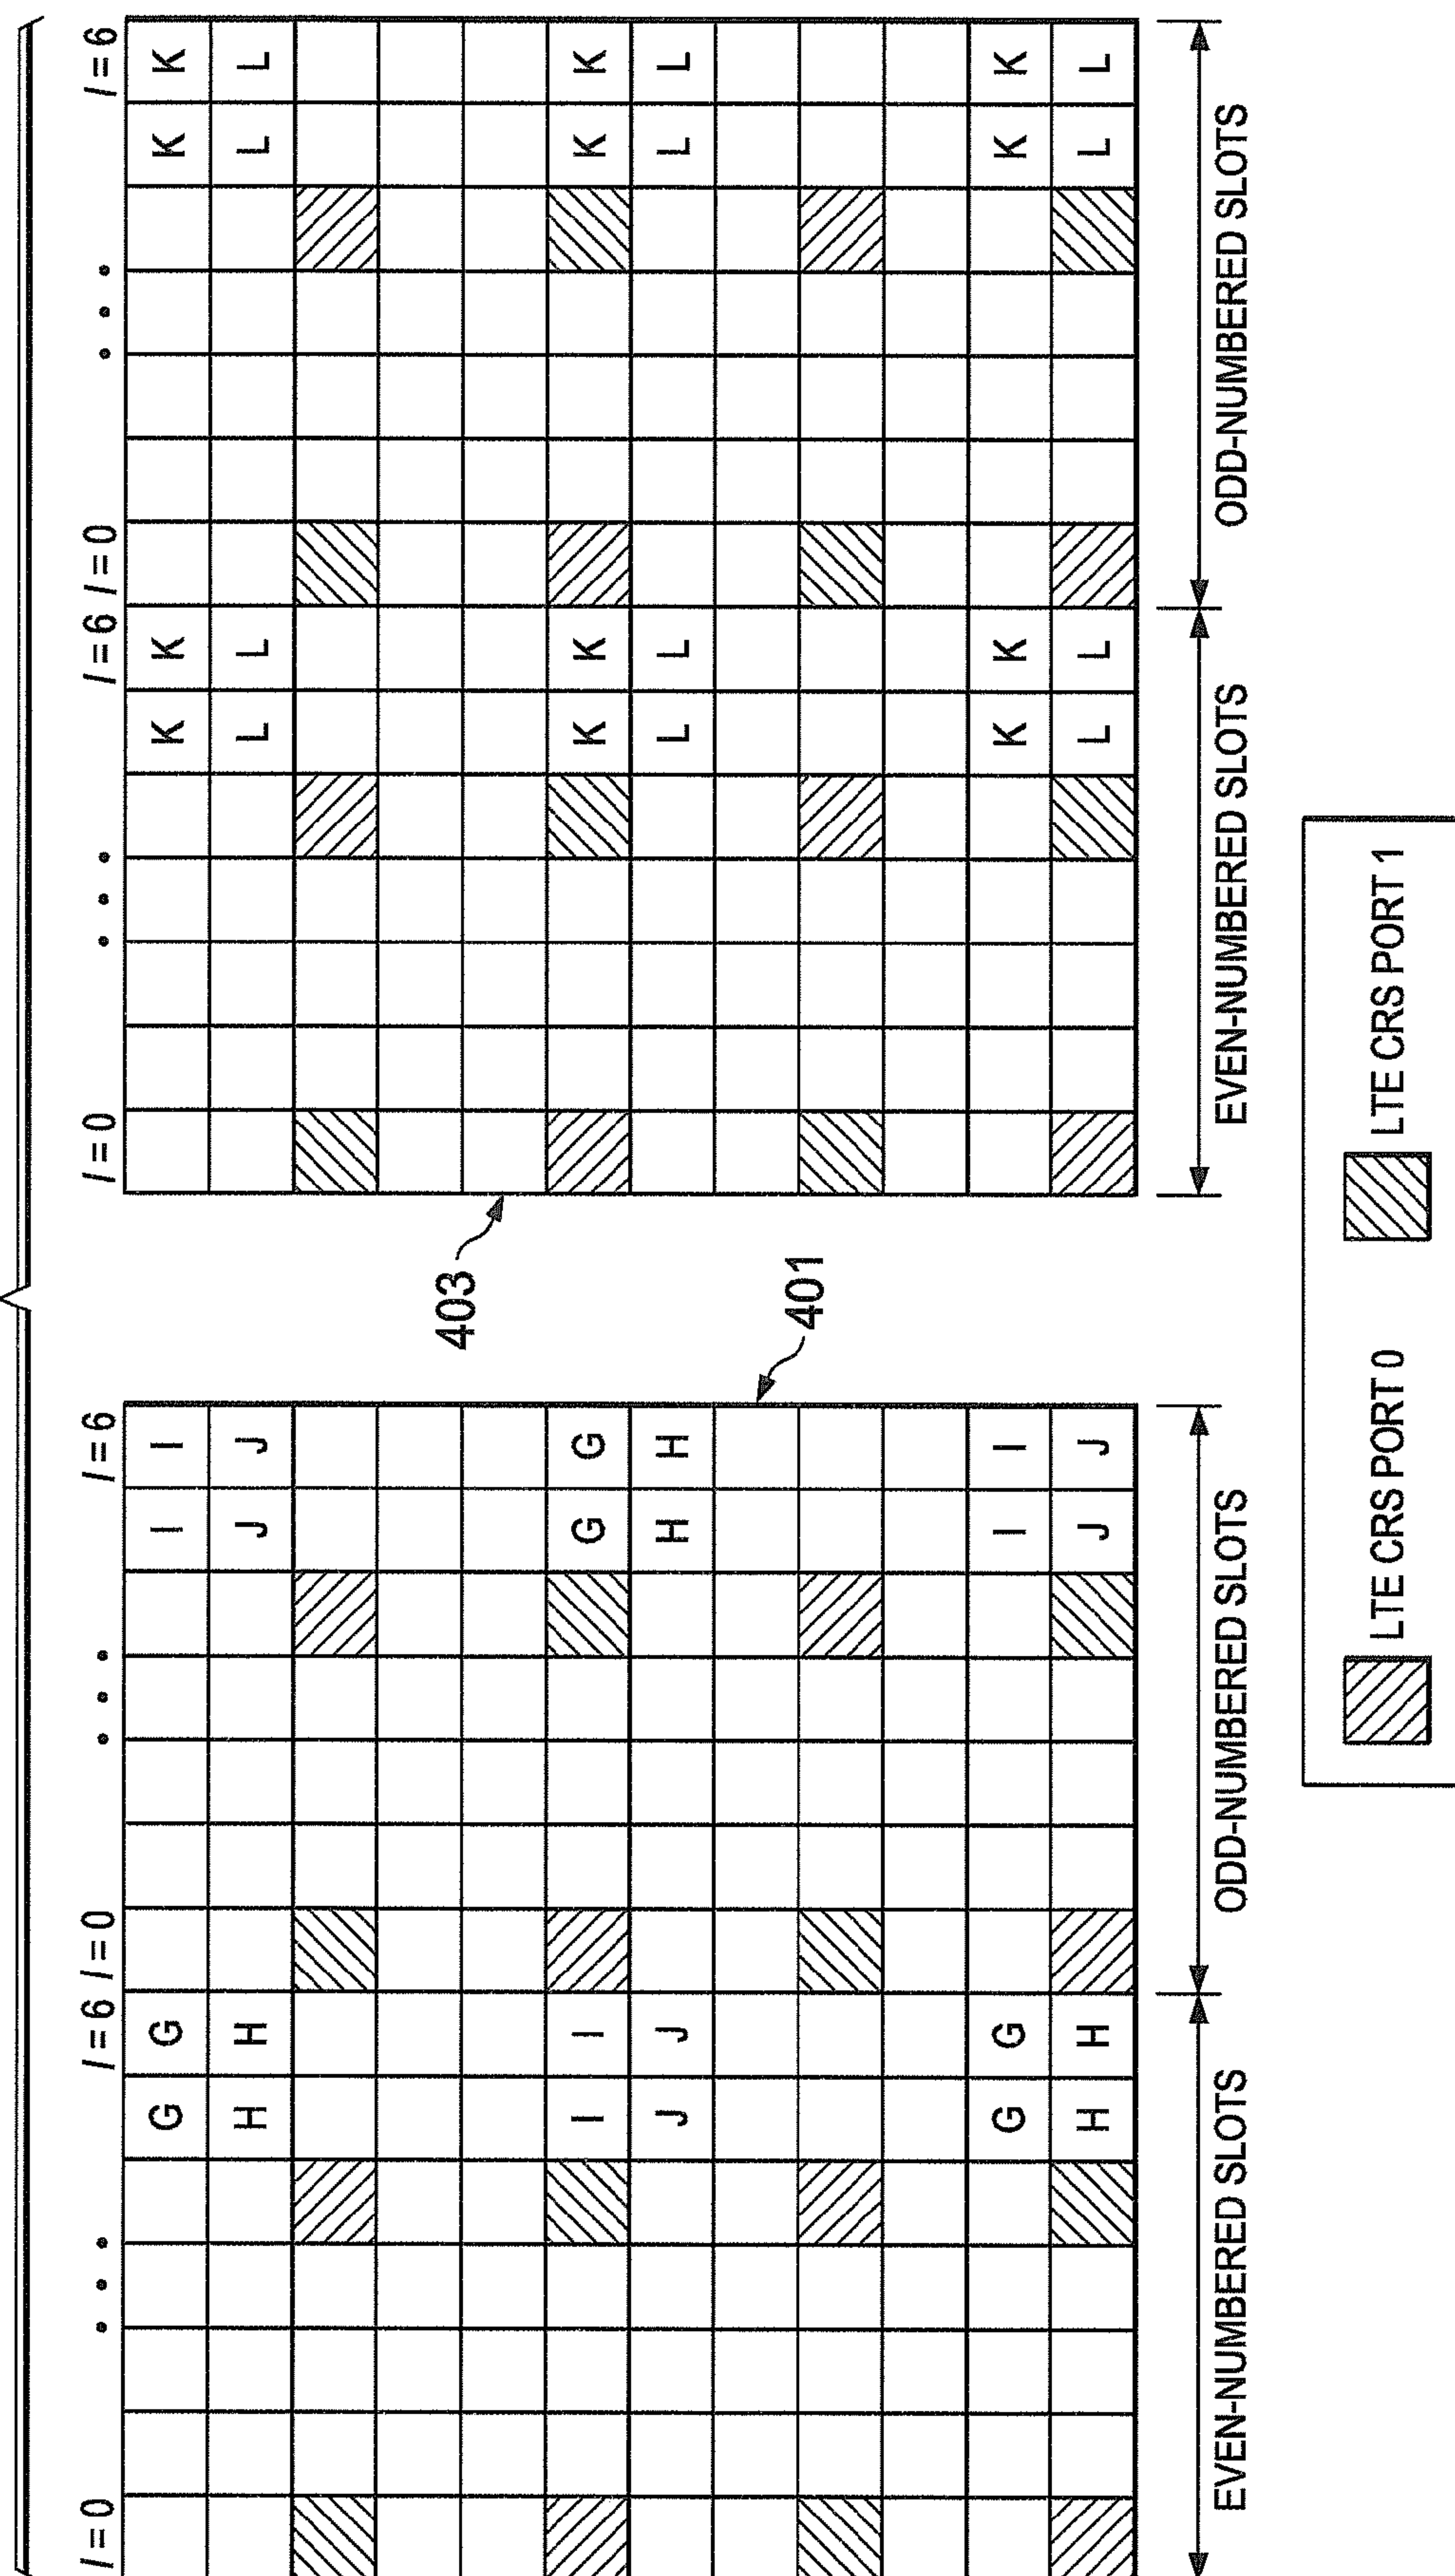 l = 0 • • • l = 6 l = 0 • • • l = 6
G G I I
H H J J
I I G G
J J H H
G G I I
H H J J
EVEN-NUMBERED SLOTS ODD-NUMBERED SLOTS
403
401
l = 0 • • • l = 6 l = 0 • • • l = 6
K K K K
L L L L
K K K K
L L L L
K K K K
L L L L
EVEN-NUMBERED SLOTS ODD-NUMBERED SLOTS
LTE CRS PORT 0 LTE CRS PORT 1